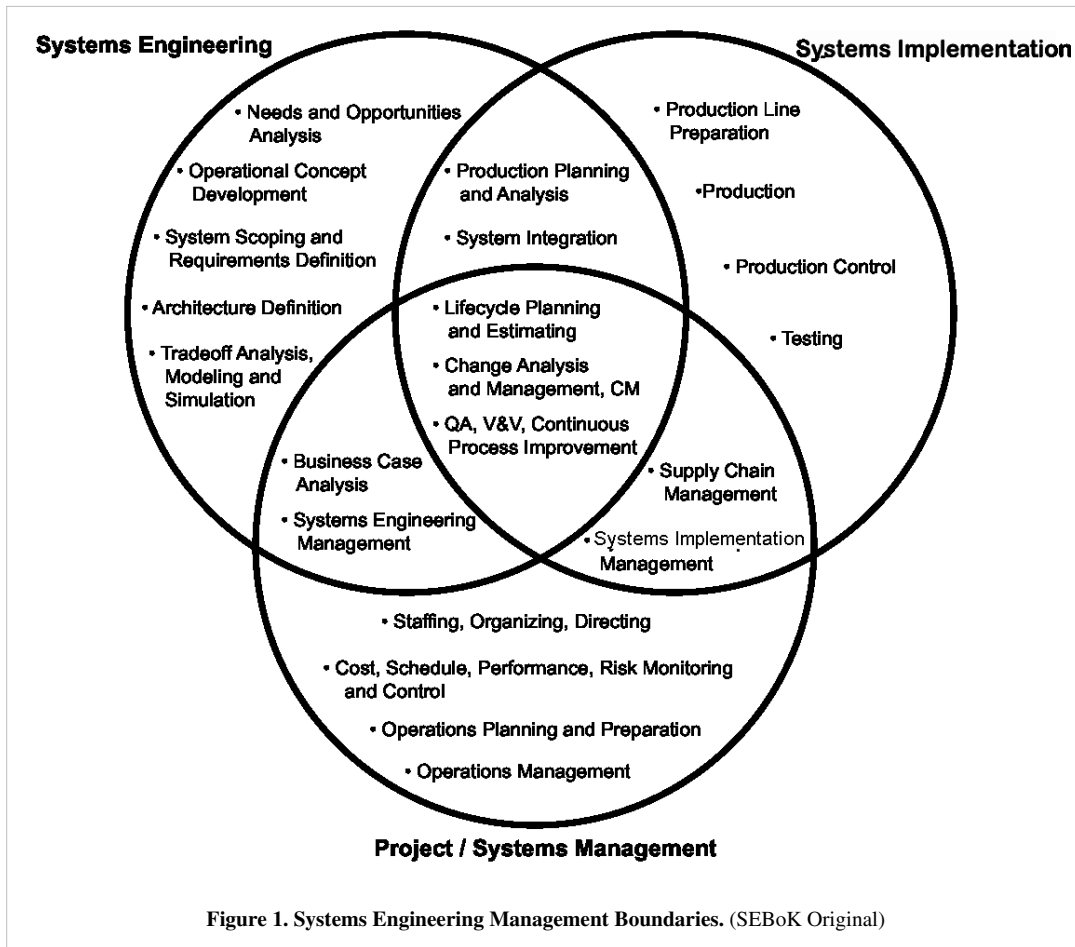 Systems Engineering
Systems Implementation
• Needs and Opportunities
Analysis
• Operational Concept
Development
• System Scoping and
Requirements Definition
• Architecture Definition
• Tradeoff Analysis,
Modeling and
Simulation
• Production Planning
and Analysis
• System Integration
• Production Line
Preparation
• Production
• Production Control
• Testing
• Lifecycle Planning
and Estimating
• Change Analysis
and Management, CM
• QA, V&V, Continuous
Process Improvement
• Business Case
Analysis
• Systems Engineering
Management
• Supply Chain
Management
• Systems Implementation
Management
• Staffing, Organizing, Directing
• Cost, Schedule, Performance, Risk Monitoring
and Control
• Operations Planning and Preparation
• Operations Management
Project / Systems Management
Figure 1. Systems Engineering Management Boundaries. (SEBoK Original)